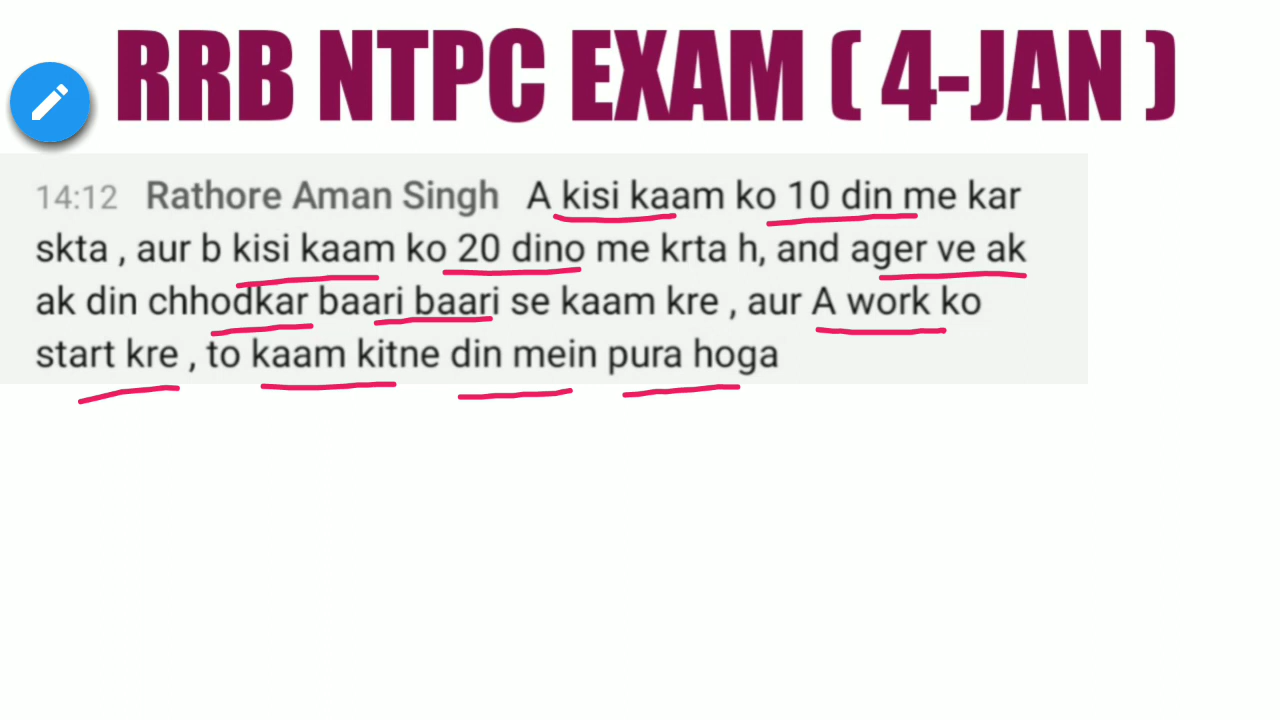 RRB NTPC EXAM ( 4-JAN )
14:12 Rathore Aman Singh A kisi kaam ko 10 din me kar
skta , aur b kisi kaam ko 20 dino me krta h, and ager ve ak
ak din chhodkar baari baari se kaam kre , aur A work ko
start kre , to kaam kitne din mein pura hoga